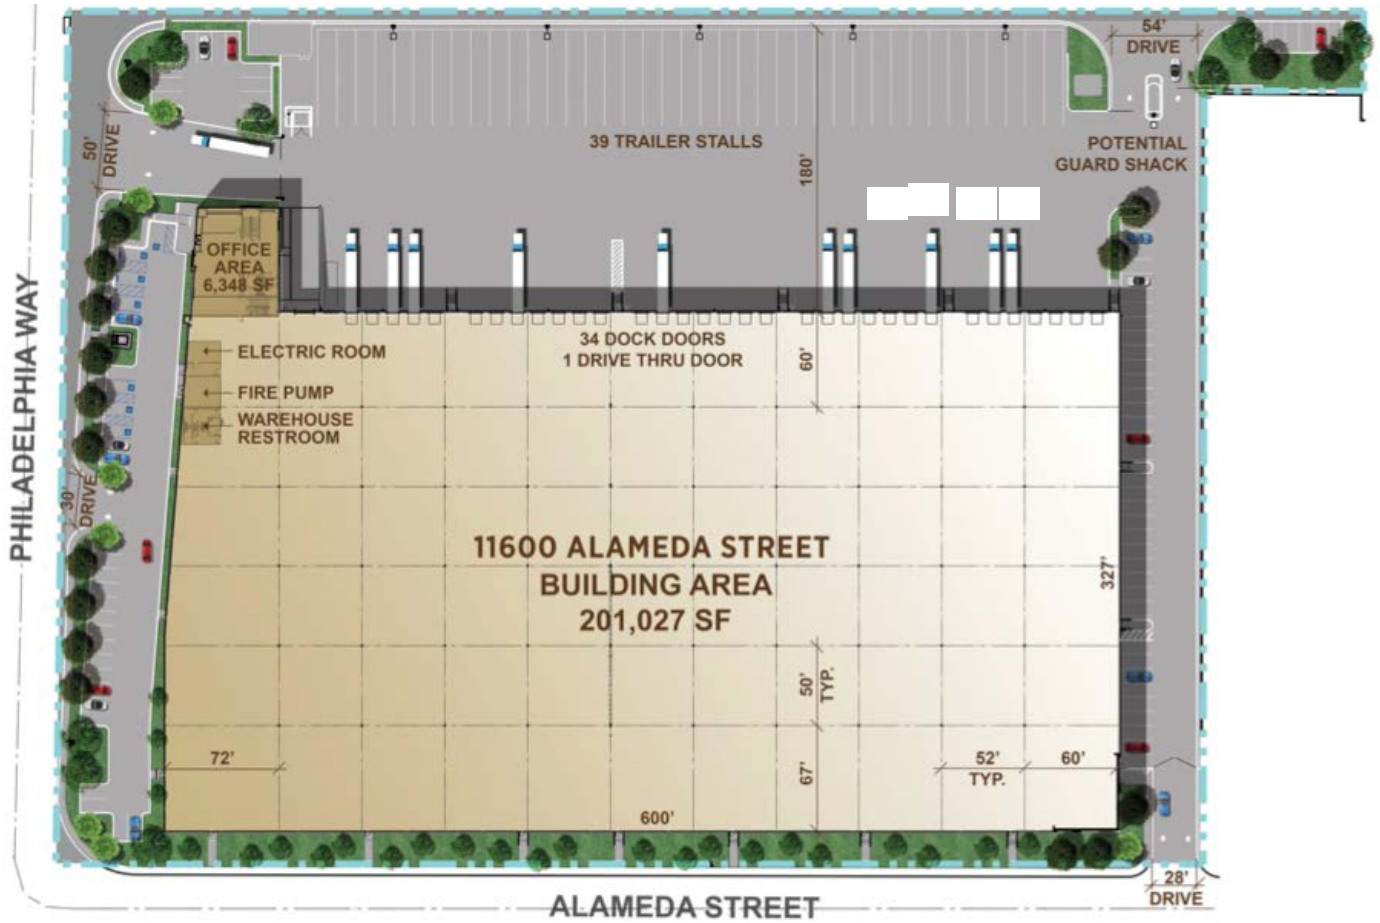 54'
DRIVE
50'
DRIVE
39 TRAILER STALLS
180'
POTENTIAL
GUARD SHACK
OFFICE
AREA
6,348 SF
34 DOCK DOORS
1 DRIVE THRU DOOR
60'
ELECTRIC ROOM
FIRE PUMP
WAREHOUSE
RESTROOM
PHILADELPHIA WAY
30'
DRIVE
11600 ALAMEDA STREET
BUILDING AREA
201,027 SF
327'
50'
TYP.
72'
67'
52'
TYP.
60'
600'
28'
DRIVE
ALAMEDA STREET